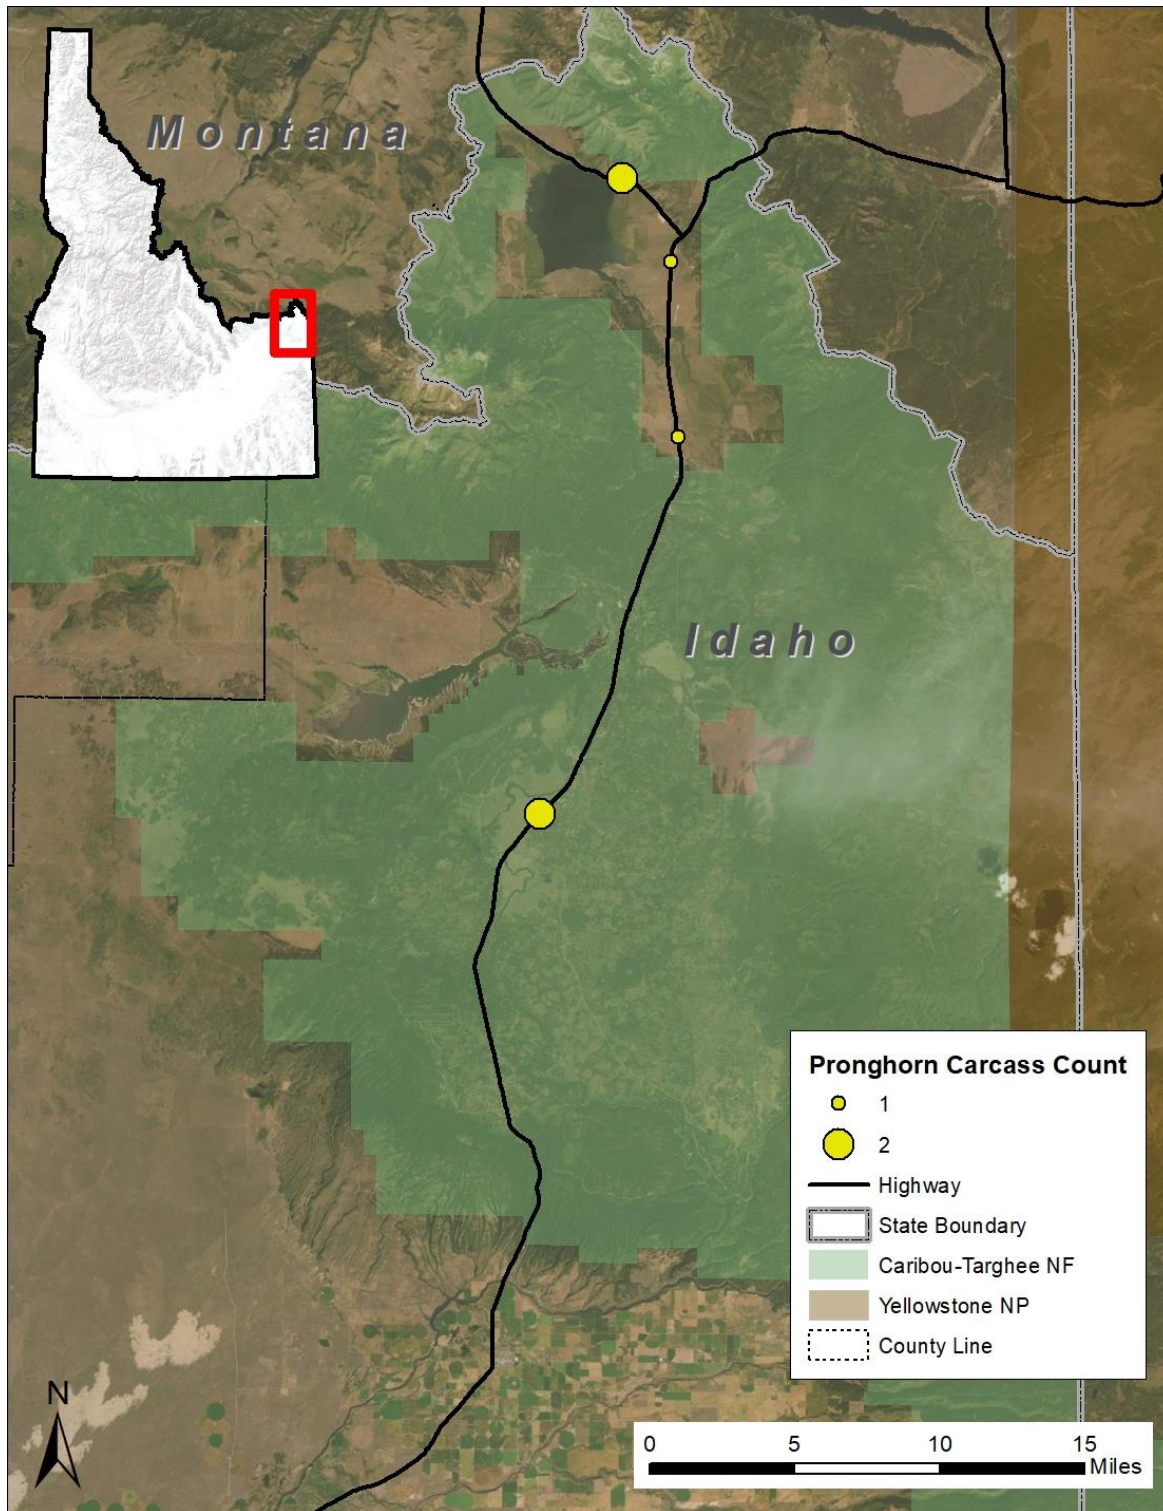 Montana
Idaho
Pronghorn Carcass Count
1
2
Highway
State Boundary
Caribou-Targhee NF
Yellowstone NP
County Line
N
0 5 10 15
Miles